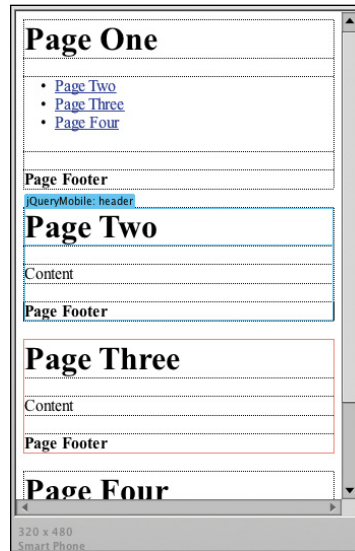 Page One
• Page Two
• Page Three
• Page Four
Page Footer
jQueryMobile: header
Page Two
Content
Page Footer
Page Three
Content
Page Footer
Page Four
320 x 480
Smart Phone